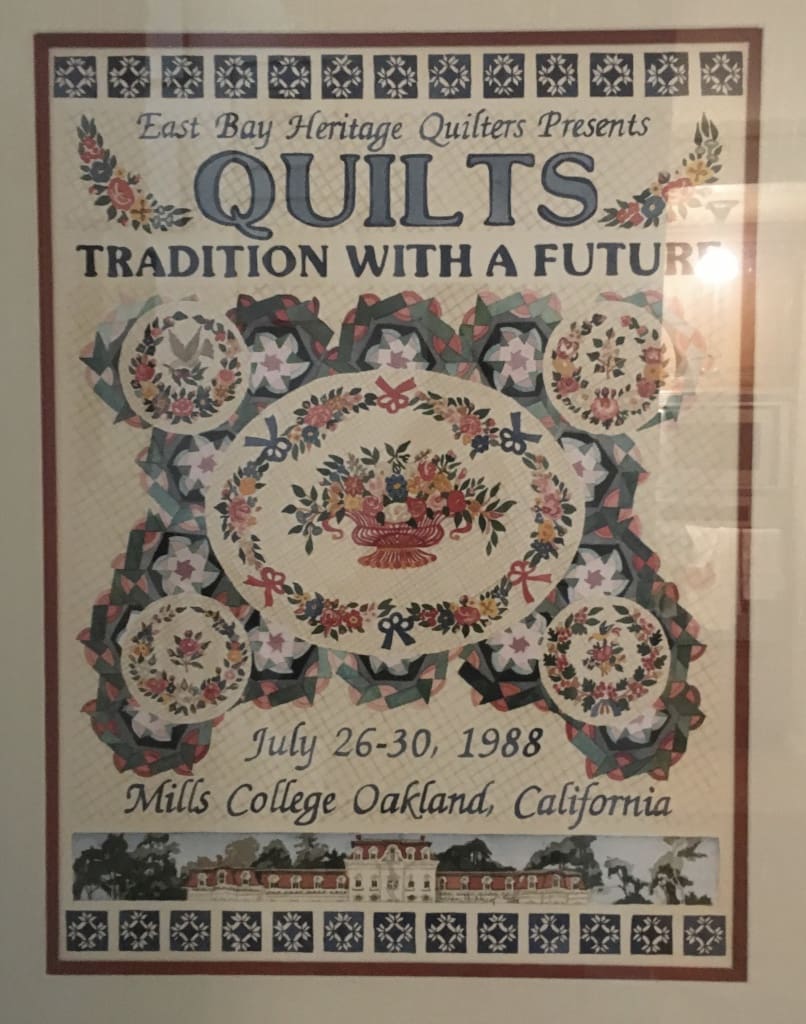 East Bay Heritage Quilters Presents
QUILTS
TRADITION WITH A FUTURE
July 26-30, 1988
Mills College Oakland, California